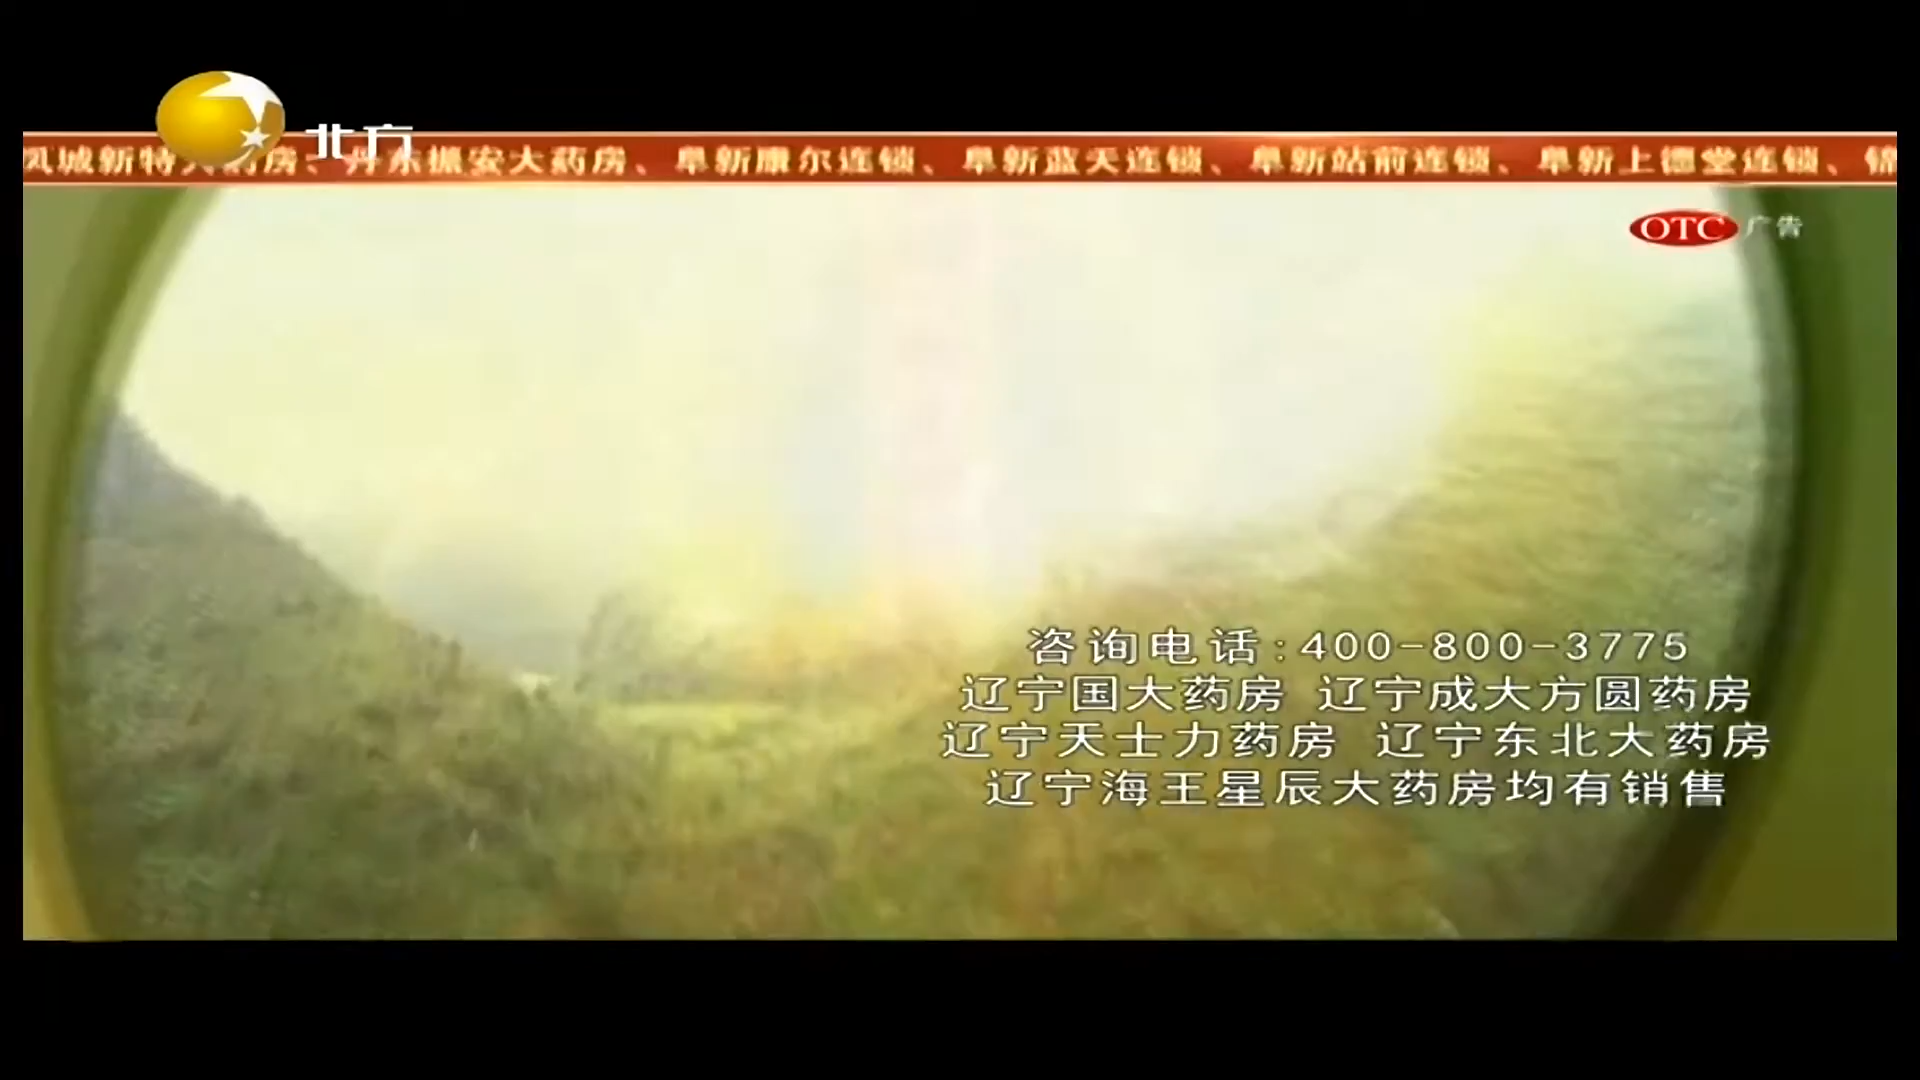 北方
凤城新特大药房、丹东振安大药房、阜新康尔连锁、阜新蓝天连锁、阜新站前连锁、阜新上德堂连锁、锦
OTC 广告
咨询电话:400-800-3775
辽宁国大药房 辽宁成大方圆药房
辽宁天士力药房 辽宁东北大药房
辽宁海王星辰大药房均有销售